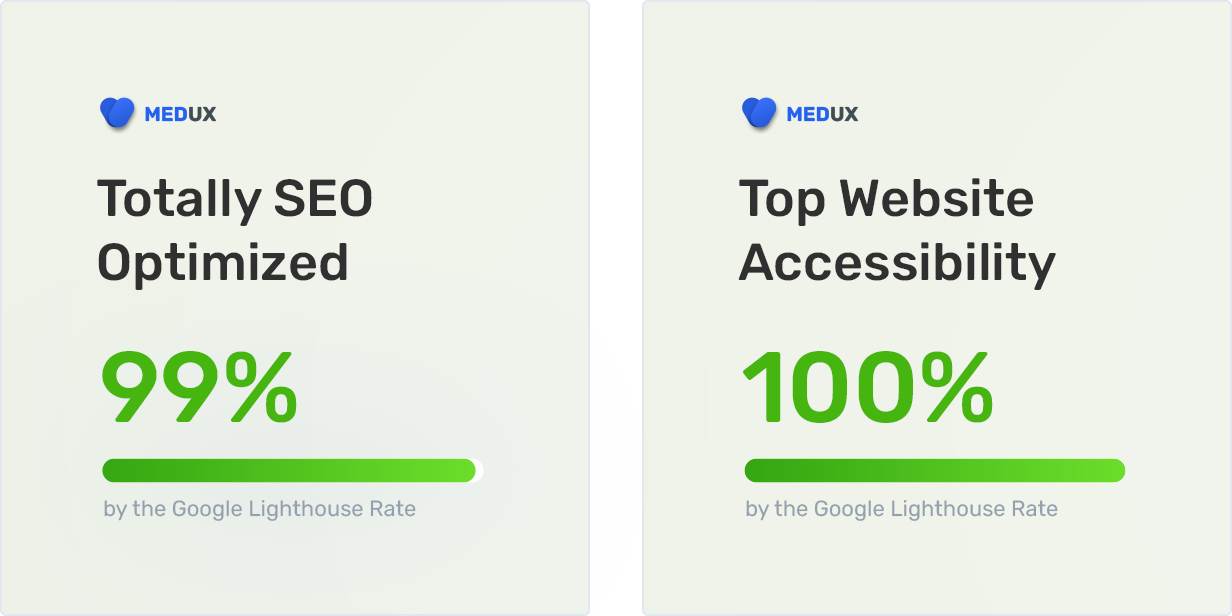 MEDUX
Totally SEO
Optimized
99%
by the Google Lighthouse Rate
MEDUX
Top Website
Accessibility
100%
by the Google Lighthouse Rate